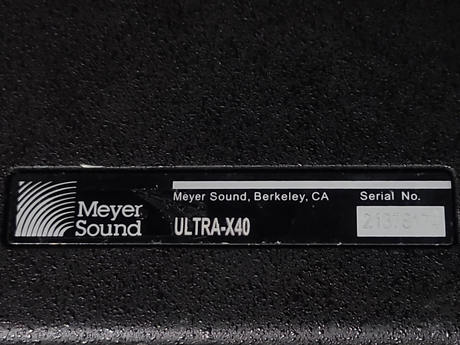 Meyer Sound, Berkeley, CA Serial No.
Meyer
Sound
ULTRA-X40